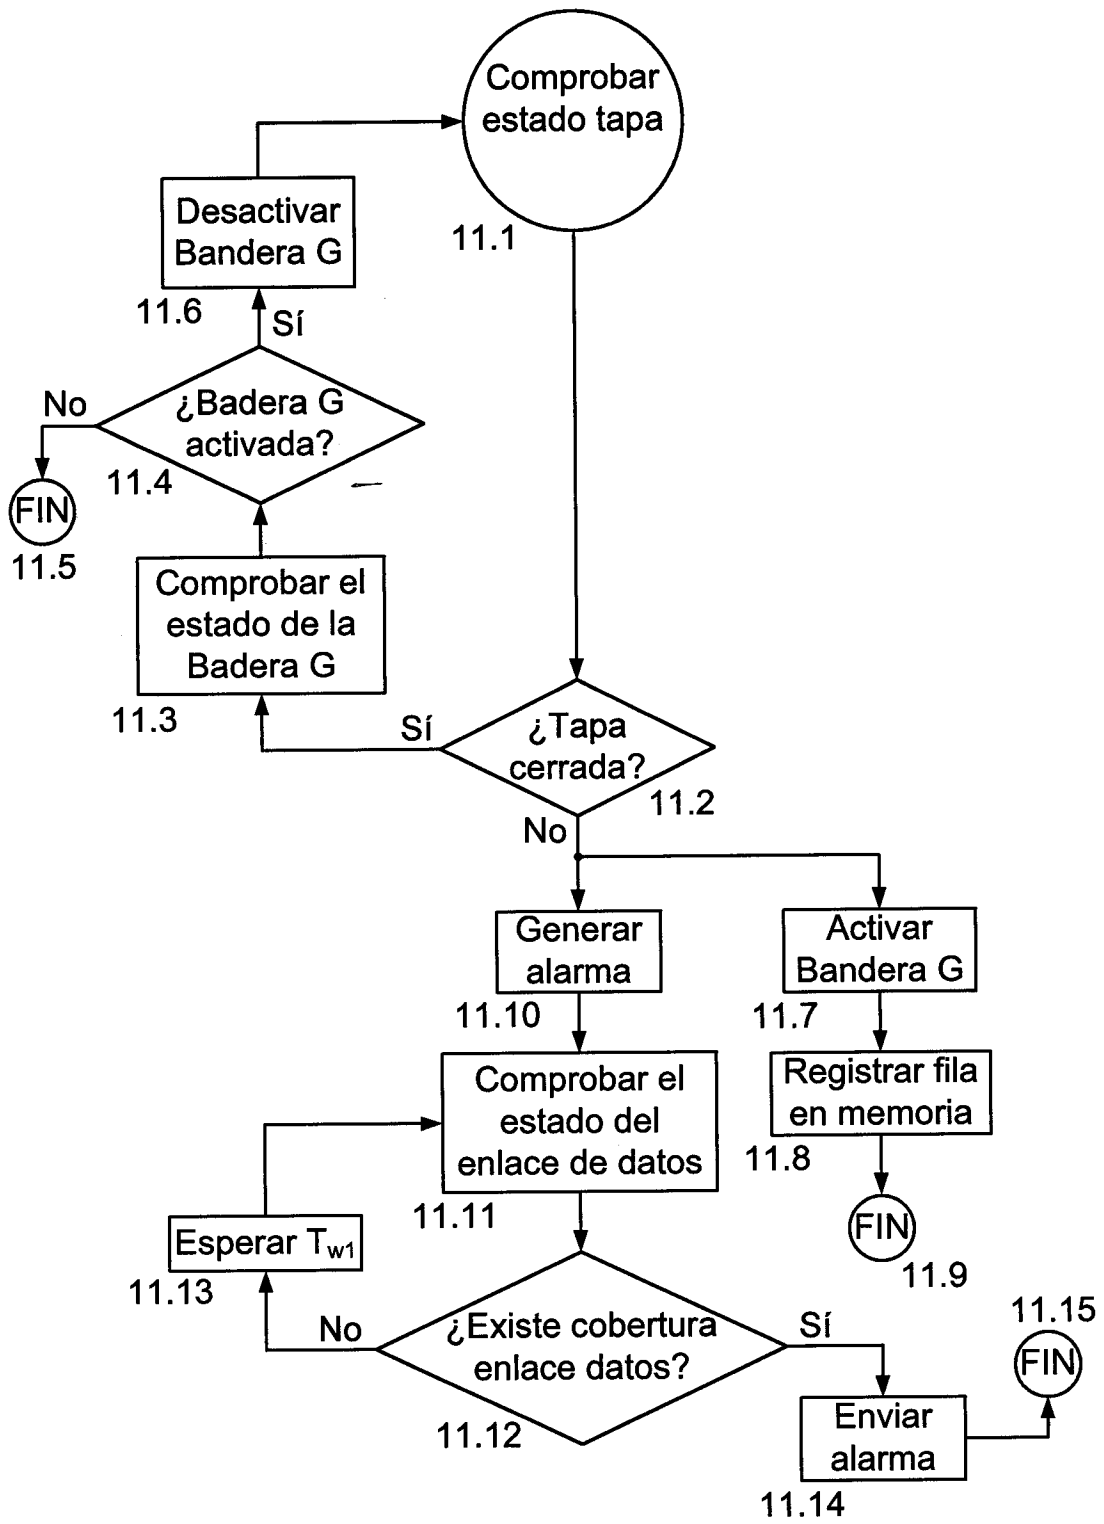 Comprobar
estado tapa
11.1
Desactivar
Bandera G
11.6
Sí
¿Badera G
activada?
No
11.4
FIN
11.5
Comprobar el
estado de la
Badera G
11.3
Sí
¿Tapa
cerrada?
11.2
No
Generar
alarma
11.10
Activar
Bandera G
11.7
Comprobar el
estado del
enlace de datos
11.11
Registrar fila
en memoria
11.8
FIN
11.9
Esperar Tw1
11.13
No
¿Existe cobertura
enlace datos?
11.12
Sí
11.15
FIN
Enviar
alarma
11.14